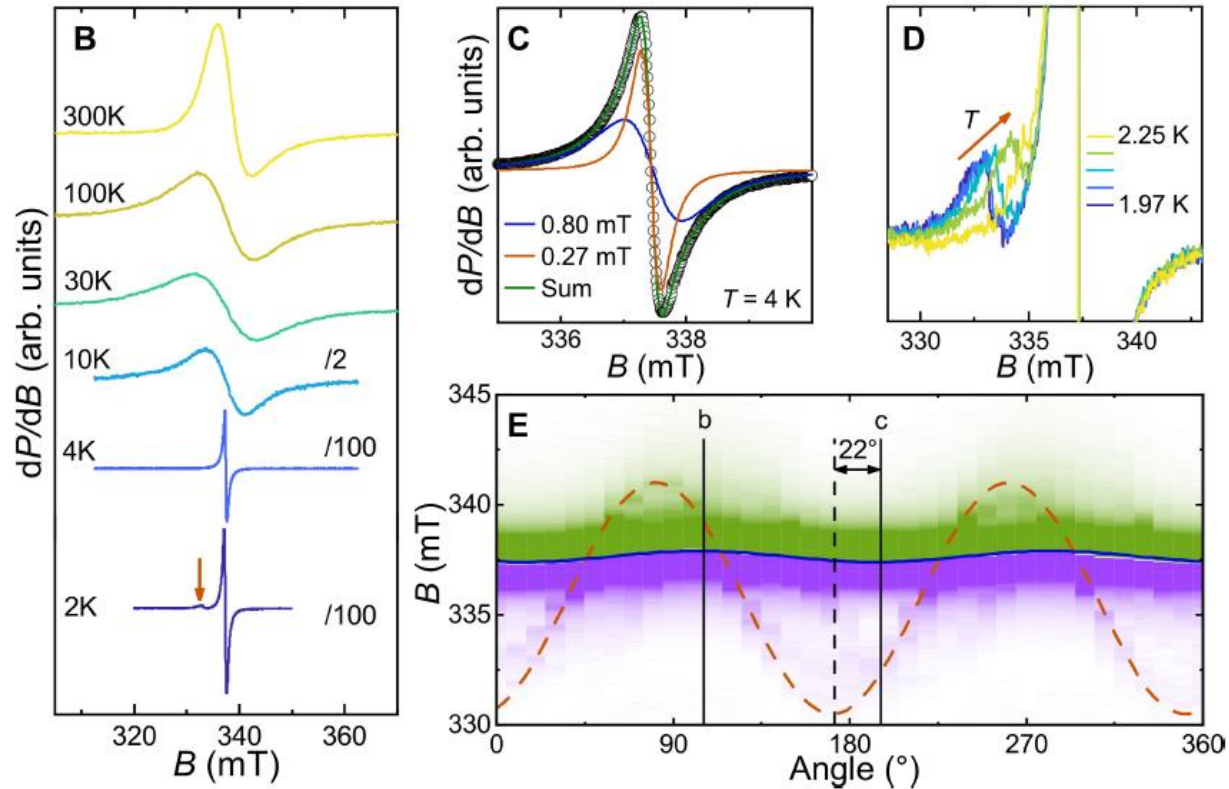 B
300K
100K
30K
10K /2
4K /100
2K /100
dP/dB (arb. units)
320 340 360
B (mT)
C
dP/dB (arb. units)
0.80 mT
0.27 mT
Sum
T = 4 K
336 338
B (mT)
D
T
2.25 K
1.97 K
330 335 340
B (mT)
E
b c
22°
345
340
335
330
B (mT)
0 90 180 270 360
Angle (°)